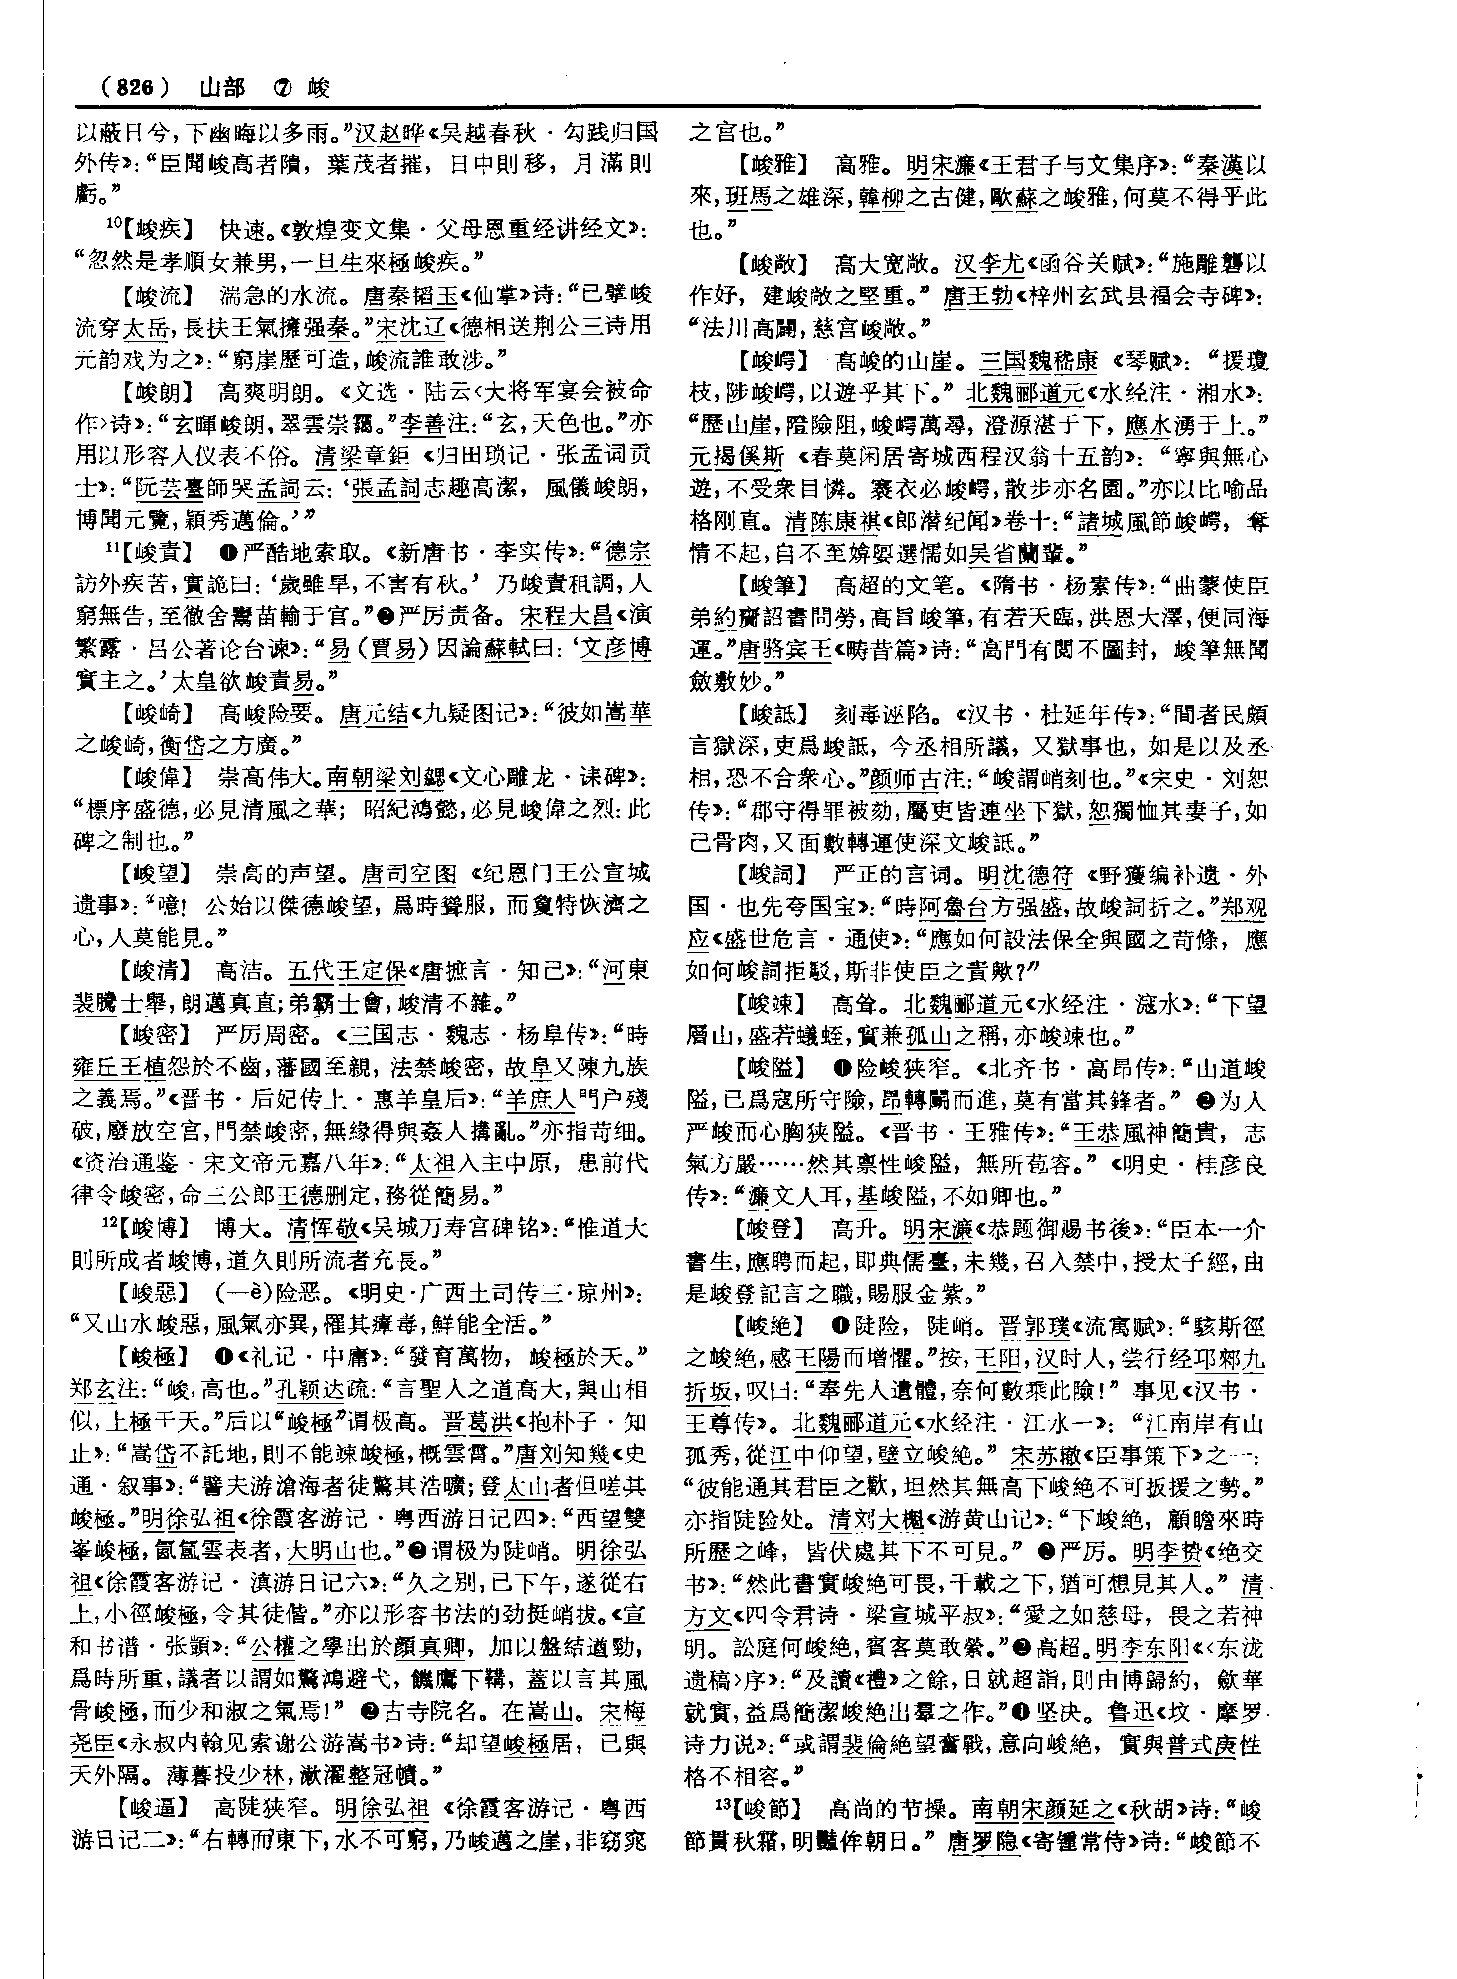 （826） 山部 ⑦ 峻
以蔽日兮，下幽晦以多雨。”汉赵晔《吴越春秋·勾践归国
外传》：“臣聞峻高者隤，葉茂者摧，日中則移，月滿則
虧。”
10【峻疾】 快速。《敦煌变文集·父母恩重经讲经文》：
“忽然是孝順女兼男，一旦生來極峻疾。”
【峻流】 湍急的水流。唐秦韬玉《仙掌》诗：“已擘峻
流穿太岳，長扶王氣擁强秦。”宋沈辽《德相送荆公三诗用
元韵戏为之》：“窮崖歷可造，峻流誰敢涉。”
【峻朗】 高爽明朗。《文选·陆云〈大将军宴会被命
作〉诗》：“玄暉峻朗，翠雲崇靄。”李善注：“玄，天色也。”亦
用以形容人仪表不俗。清梁章鉅《归田琐记·张孟词贡
士》：“阮芸臺師哭孟詞云：‘張孟詞志趣高潔，風儀峻朗，
博聞元覽，穎秀邁倫。’”
11【峻責】 ❶严酷地索取。《新唐书·李实传》：“德宗
訪外疾苦，實詭曰：‘歲雖旱，不害有秋。’乃峻責租調，人
窮無告，至徹舍鬻苗輸于官。”❷严厉责备。宋程大昌《演
繁露·吕公著论台谏》：“易（賈易）因論蘇軾曰：‘文彦博
實主之。’太皇欲峻責易。”
【峻崎】 高峻险要。唐元结《九疑图记》：“彼如嵩華
之峻崎，衡岱之方廣。”
【峻偉】 崇高伟大。南朝梁刘勰《文心雕龙·诔碑》：
“標序盛德，必見清風之華；昭紀鴻懿，必見峻偉之烈：此
碑之制也。”
【峻望】 崇高的声望。唐司空图《纪恩门王公宣城
遗事》：“噫！公始以傑德峻望，爲時聳服，而夐特恢濟之
心，人莫能見。”
【峻清】 高洁。五代王定保《唐摭言·知己》：“河東
裴騰士舉，朗邁真直；弟霸士會，峻清不雜。”
【峻密】 严厉周密。《三国志·魏志·杨阜传》：“時
雍丘王植怨於不齒，藩國至親，法禁峻密，故阜又陳九族
之義焉。”《晋书·后妃传上·惠羊皇后》：“羊庶人門户殘
破，廢放空宫，門禁峻密，無緣得與姦人搆亂。”亦指苛细。
《资治通鉴·宋文帝元嘉八年》：“太祖入主中原，患前代
律令峻密，命三公郎王德删定，務從簡易。”
12【峻博】 博大。清恽敬《吴城万寿宫碑铭》：“惟道大
則所成者峻博，道久則所流者充長。”
【峻惡】 （—è）险恶。《明史·广西土司传三·琼州》：
“又山水峻惡，風氣亦異，罹其瘴毒，鮮能全活。”
【峻極】 ❶《礼记·中庸》：“發育萬物，峻極於天。”
郑玄注：“峻，高也。”孔颖达疏：“言聖人之道高大，與山相
似，上極于天。”后以“峻極”谓极高。晋葛洪《抱朴子·知
止》：“嵩岱不託地，則不能竦峻極，概雲霄。”唐刘知幾《史
通·叙事》：“譬夫游滄海者徒驚其浩曠；登太山者但嗟其
峻極。”明徐弘祖《徐霞客游记·粤西游日记四》：“西望雙
峯峻極，氤氲雲表者，大明山也。”❷谓极为陡峭。明徐弘
祖《徐霞客游记·滇游日记六》：“久之别，已下午，遂從右
上，小徑峻極，令其徒偕。”亦以形容书法的劲挺峭拔。《宣
和书谱·张顗》：“公權之學出於顔真卿，加以盤結遒勁，
爲時所重，議者以謂如驚鴻避弋，饑鷹下鞲，蓋以言其風
骨峻極，而少和淑之氣焉！” ❷古寺院名。在嵩山。宋梅
尧臣《永叔内翰见索谢公游嵩书》诗：“却望峻極居，已與
天外隔。薄暮投少林，漱濯整冠幘。”
【峻逼】 高陡狭窄。明徐弘祖《徐霞客游记·粤西
游日记二》：“右轉而東下，水不可窮，乃峻邁之崖，非窈窕
之宫也。”
【峻雅】 高雅。明宋濂《王君子与文集序》：“秦漢以
來，班馬之雄深，韓柳之古健，歐蘇之峻雅，何莫不得乎此
也。”
【峻敞】 高大宽敞。汉李尤《函谷关赋》：“施雕礱以
作好，建峻敞之堅重。”唐王勃《梓州玄武县福会寺碑》：
“法川高闢，慈宫峻敞。”
【峻崿】 高峻的山崖。三国魏嵇康《琴赋》：“援瓊
枝，陟峻崿，以遊乎其下。”北魏郦道元《水经注·湘水》：
“歷山崖，隥險阻，峻崿萬尋，澄源湛于下，應水湧于上。”
元揭傒斯《春莫闲居寄城西程汉翁十五韵》：“寧與無心
遊，不受衆目憐。褰衣必峻崿，散步亦名園。”亦以比喻品
格刚直。清陈康祺《郎潜纪闻》卷十：“諸城風節峻崿，奪
情不起，自不至媕娿選懦如吴省蘭輩。”
【峻筆】 高超的文笔。《隋书·杨素传》：“曲蒙使臣
弟約齎詔書問勞，高旨峻筆，有若天臨，洪恩大澤，便同海
運。”唐骆宾王《畴昔篇》诗：“高門有閱不圖封，峻筆無聞
斂敷妙。”
【峻詆】 刻毒诬陷。《汉书·杜延年传》：“間者民頗
言獄深，吏爲峻詆，今丞相所議，又獄事也，如是以及丞
相，恐不合衆心。”颜师古注：“峻謂峭刻也。”《宋史·刘恕
传》：“郡守得罪被劾，屬吏皆連坐下獄，恕獨恤其妻子，如
己骨肉，又面數轉運使深文峻詆。”
【峻詞】 严正的言词。明沈德符《野獲编补遗·外
国·也先夸国宝》：“時阿魯台方强盛，故峻詞折之。”郑观
应《盛世危言·通使》：“應如何設法保全與國之苛條，應
如何峻詞拒駁，斯非使臣之責歟？”
【峻竦】 高耸。北魏郦道元《水经注·滱水》：“下望
層山，盛若蟻蛭，實兼孤山之稱，亦峻竦也。”
【峻隘】 ❶险峻狭窄。《北齐书·高昂传》：“山道峻
隘，已爲寇所守險，昂轉鬭而進，莫有當其鋒者。” ❷为人
严峻而心胸狭隘。《晋书·王雅传》：“王恭風神簡貴，志
氣方嚴……然其禀性峻隘，無所苞容。”《明史·桂彦良
传》：“濂文人耳，基峻隘，不如卿也。”
【峻登】 高升。明宋濂《恭题御赐书後》：“臣本一介
書生，應聘而起，即典儒臺，未幾，召入禁中，授太子經，由
是峻登記言之職，賜服金紫。”
【峻絶】 ❶陡险，陡峭。晋郭璞《流寓赋》：“駭斯徑
之峻絶，感王陽而增懼。”按，王阳，汉时人，尝行经邛郲九
折坂，叹曰：“奉先人遺體，奈何數乘此險！”事见《汉书·
王尊传》。北魏郦道元《水经注·江水一》：“江南岸有山
孤秀，從江中仰望，壁立峻絶。”宋苏辙《臣事策下》之一：
“彼能通其君臣之歡，坦然其無高下峻絶不可扳援之勢。”
亦指陡险处。清刘大櫆《游黄山记》：“下峻絶，顧瞻來時
所歷之峰，皆伏處其下不可見。” ❷严厉。明李贽《绝交
书》：“然此書實峻絶可畏，千載之下，猶可想見其人。”清
方文《四令君诗·梁宣城平叔》：“愛之如慈母，畏之若神
明。訟庭何峻絶，賓客莫敢縈。”❷高超。明李东阳《〈东泷
遗稿〉序》：“及讀《禮》之餘，日就超詣，則由博歸約，斂華
就實，益爲簡潔峻絶出羣之作。”❹坚决。鲁迅《坟·摩罗
诗力说》：“或謂裴倫絶望奮戰，意向峻絶，實與普式庚性
格不相容。”
13【峻節】 高尚的节操。南朝宋颜延之《秋胡》诗：“峻
節貫秋霜，明豔侔朝日。”唐罗隐《寄锺常侍》诗：“峻節不